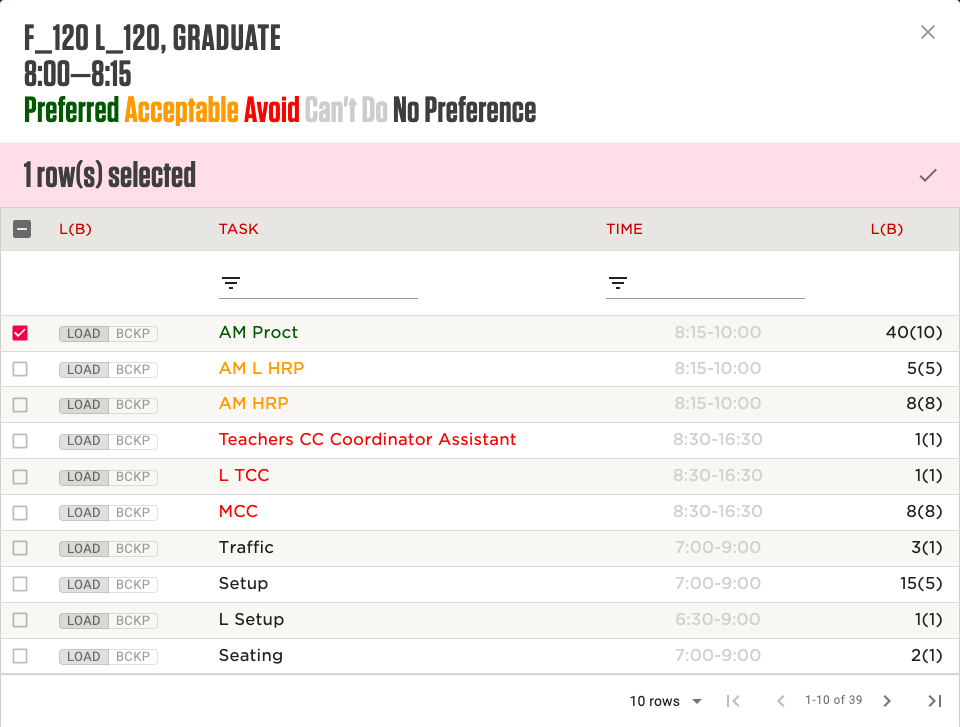 F_120 L_120, GRADUATE
8:00—8:15
Preferred Acceptable Avoid Can't Do No Preference
1 row(s) selected
L(B) TASK TIME L(B)
LOAD BCKP AM Proct 8:15-10:00 40(10)
LOAD BCKP AM L HRP 8:15-10:00 5(5)
LOAD BCKP AM HRP 8:15-10:00 8(8)
LOAD BCKP Teachers CC Coordinator Assistant 8:30-16:30 1(1)
LOAD BCKP L TCC 8:30-16:30 1(1)
LOAD BCKP MCC 8:30-16:30 8(8)
LOAD BCKP Traffic 7:00-9:00 3(1)
LOAD BCKP Setup 7:00-9:00 15(5)
LOAD BCKP L Setup 6:30-9:00 1(1)
LOAD BCKP Seating 7:00-9:00 2(1)
10 rows 1-10 of 39